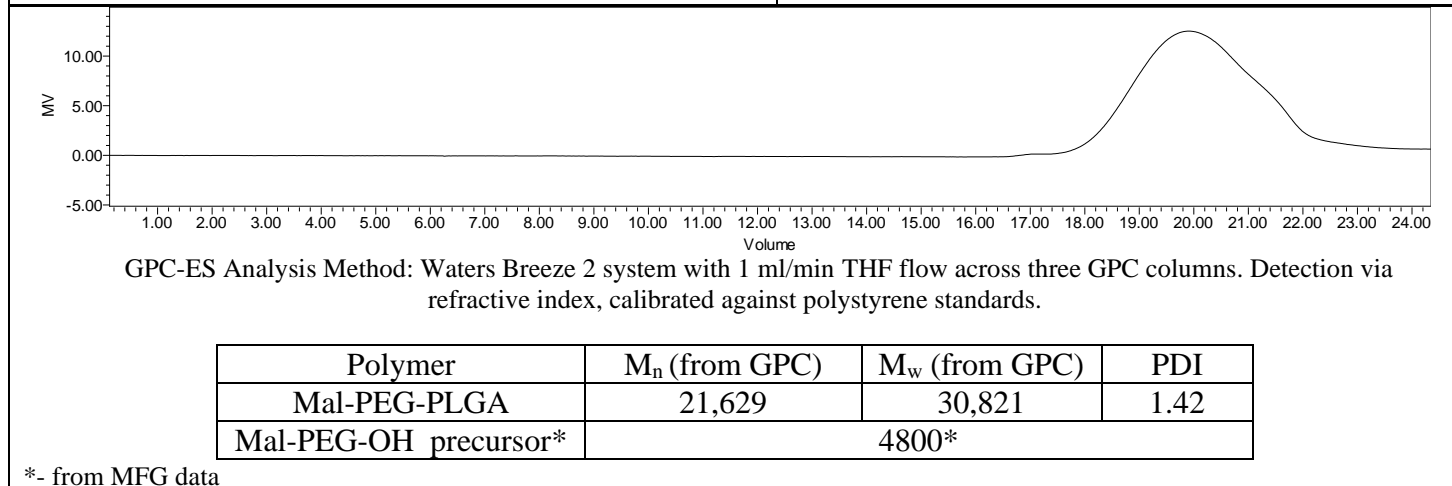 10.00
5.00
0.00
-5.00
MV
1.00 2.00 3.00 4.00 5.00 6.00 7.00 8.00 9.00 10.00 11.00 12.00 13.00 14.00 15.00 16.00 17.00 18.00 19.00 20.00 21.00 22.00 23.00 24.00
Volume
GPC-ES Analysis Method: Waters Breeze 2 system with 1 ml/min THF flow across three GPC columns. Detection via
refractive index, calibrated against polystyrene standards.
Polymer Mn (from GPC) Mw (from GPC) PDI
Mal-PEG-PLGA 21,629 30,821 1.42
Mal-PEG-OH precursor* 4800*
*- from MFG data